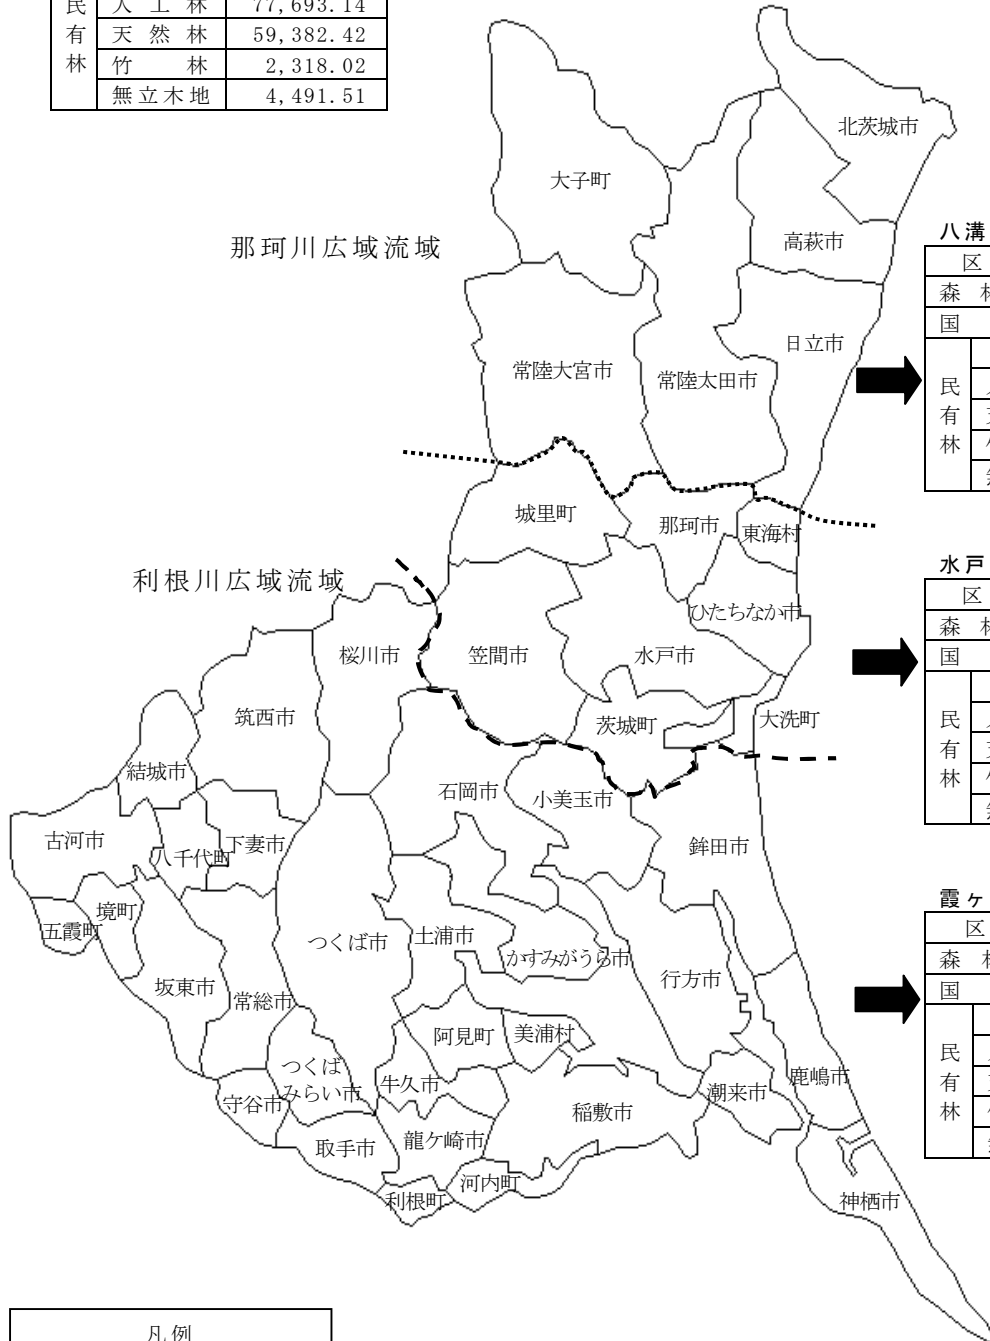 民有林
人工林 77,693.14
天然林 59,382.42
竹林 2,318.02
無立木地 4,491.51
北茨城市
大子町
高萩市
那珂川広域流域
八溝
区
森林
国
民有林
日立市
常陸大宮市
常陸太田市
城里町
那珂市
東海村
水戸
区
森林
国
民有林
利根川広域流域
ひたちなか市
桜川市
笠間市
水戸市
筑西市
茨城町
大洗町
結城市
石岡市
小美玉市
古河市
八千代町
下妻市
鉾田市
霞ヶ
区
森林
国
民有林
境町
五霞町
つくば市
土浦市
かすみがうら市
坂東市
常総市
行方市
阿見町
美浦村
つくば
みらい市
牛久市
鹿嶋市
守谷市
稲敷市
潮来市
取手市
龍ケ崎市
河内町
利根町
神栖市
凡例